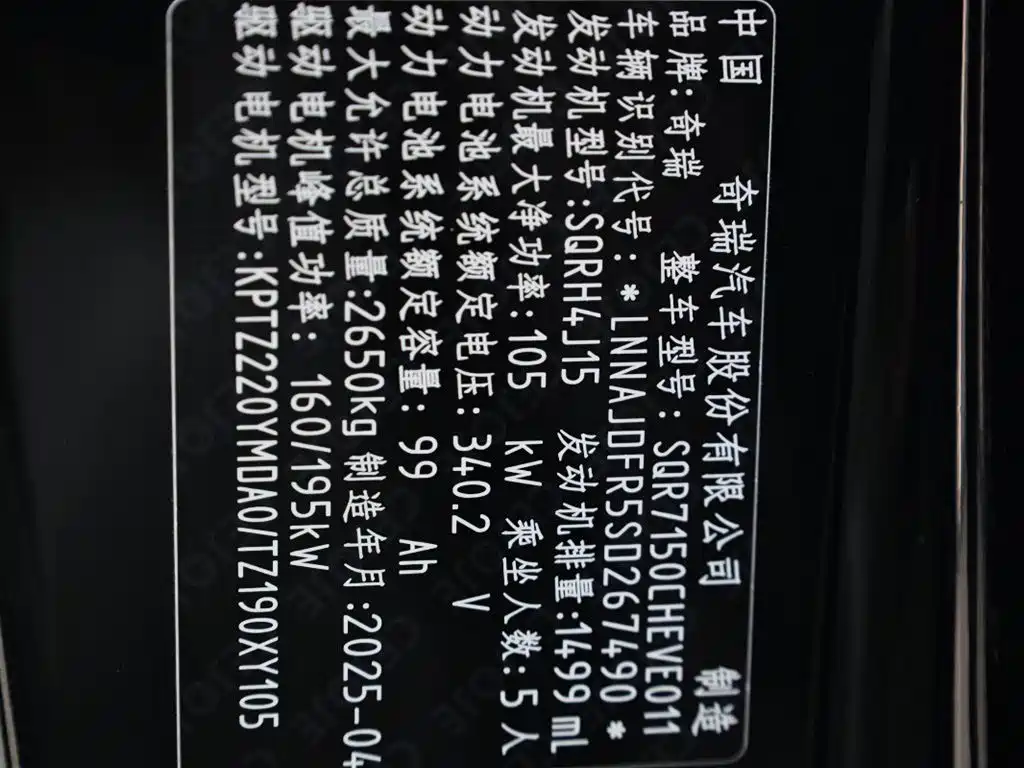 中国 奇瑞汽车股份有限公司 制造
品牌:奇瑞 整车型号: SQR7150CHEVE011
车辆识别代号: *LNNAJDFR5SD267490*
发动机型号:SQRH4J15 发动机排量:1499 mL
发动机最大净功率:105 kW 乘坐人数:5人
动力电池系统额定电压:340.2 V
动力电池系统额定容量: 99 Ah
最大允许总质量:2650kg 制造年月:2025-04
驱动电机峰值功率: 160/195kW
驱动电机型号:KPTZ220YMDA0/TZ190XY105